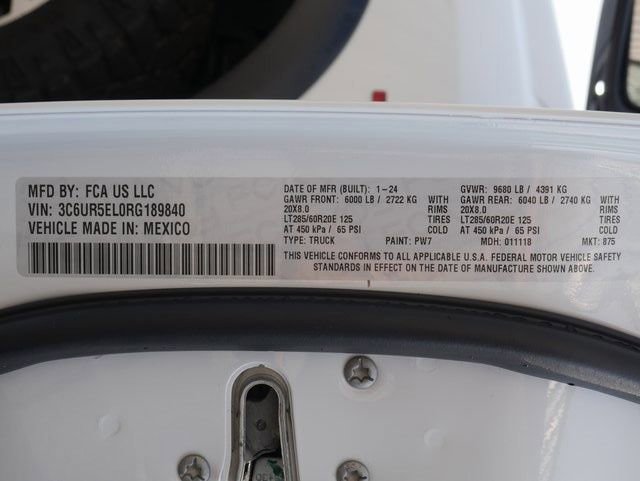 MFD BY: FCA US LLC
VIN: 3C6UR5EL0RG189840
VEHICLE MADE IN: MEXICO
DATE OF MFR (BUILT): 1-24 GVWR: 9680 LB / 4391 KG
GAWR FRONT: 6000 LB / 2722 KG WITH GAWR REAR: 6040 LB / 2740 KG WITH
20X8.0 RIMS 20X8.0 RIMS
LT285/60R20E 125 TIRES LT285/60R20E 125 TIRES
AT 450 kPa / 65 PSI COLD AT 450 kPa / 65 PSI COLD
TYPE: TRUCK PAINT: PW7 MDH: 011118 MKT: 875
THIS VEHICLE CONFORMS TO ALL APPLICABLE U.S.A. FEDERAL MOTOR VEHICLE SAFETY
STANDARDS IN EFFECT ON THE DATE OF MANUFACTURE SHOWN ABOVE.